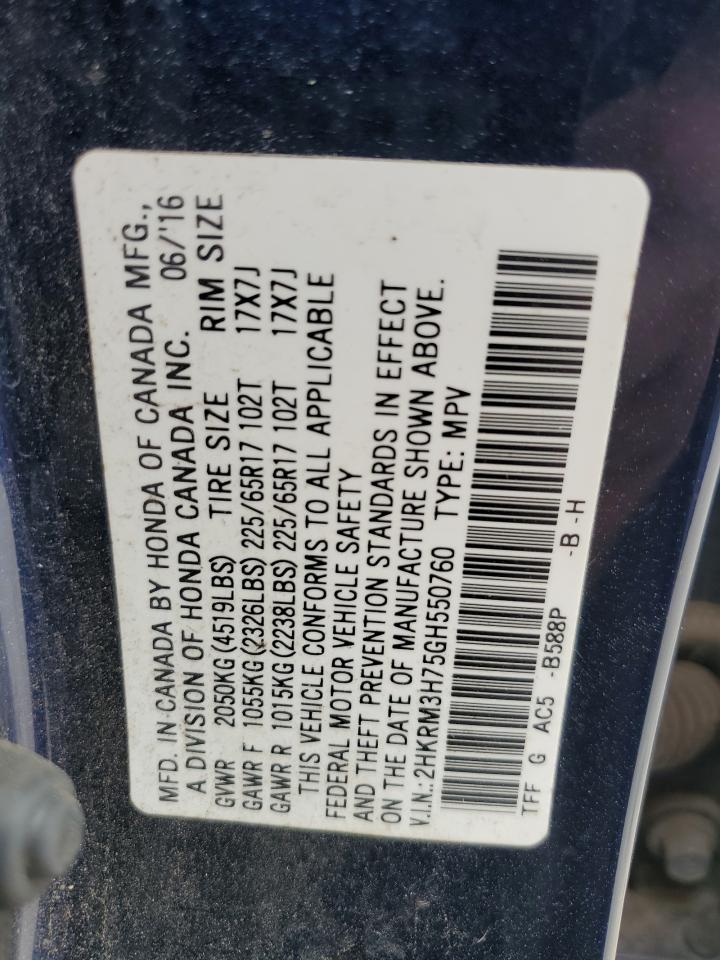 MFD. IN CANADA BY HONDA OF CANADA MFG.,
A DIVISION OF HONDA CANADA INC. 06/'16
GVWR 2050KG (4519LBS) TIRE SIZE RIM SIZE
GAWR F 1055KG (2326LBS) 225/65R17 102T 17X7J
GAWR R 1015KG (2238LBS) 225/65R17 102T 17X7J
THIS VEHICLE CONFORMS TO ALL APPLICABLE
FEDERAL MOTOR VEHICLE SAFETY
AND THEFT PREVENTION STANDARDS IN EFFECT
ON THE DATE OF MANUFACTURE SHOWN ABOVE.
V.I.N.: 2HKRM3H75GH550760 TYPE: MPV
TFF G AC5 -B588P -B -H